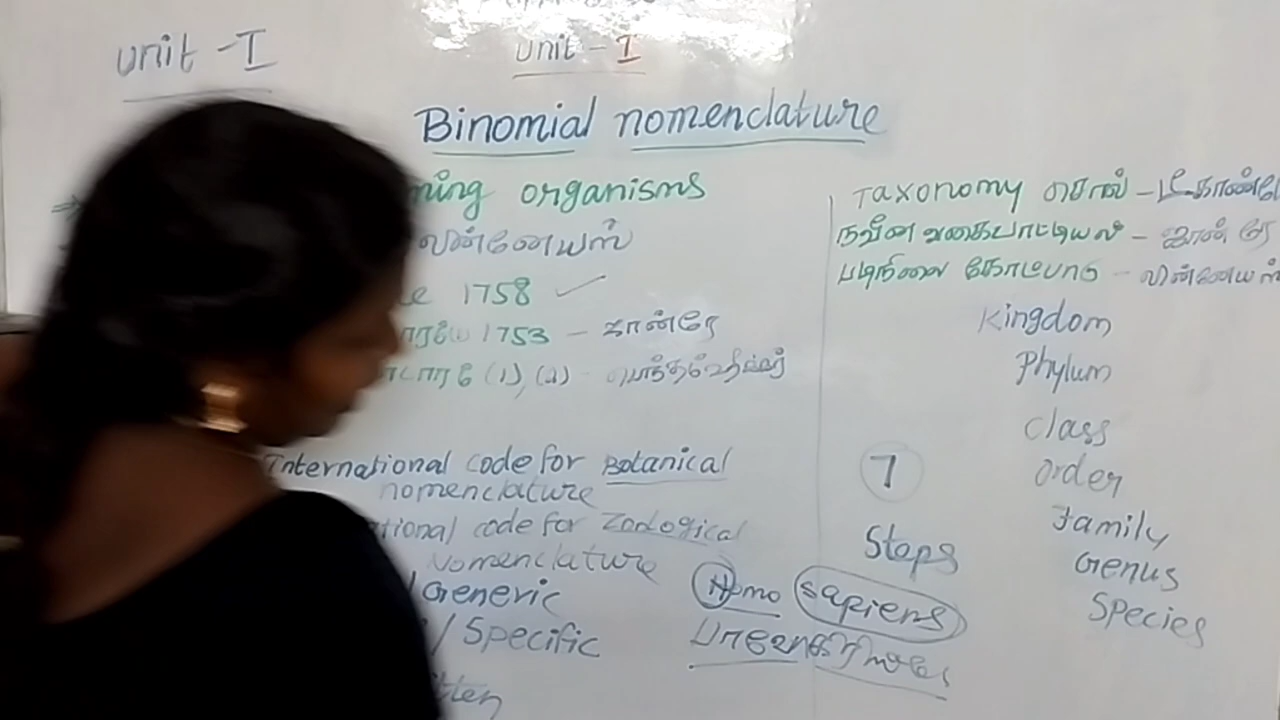 Unit - I
Unit - I
Binomial nomenclature
ming organisms
லின்னேயஸ்
1758
1753 - ஜான்ரே
(1), (2) -
International code for Botanical
nomenclature
ational code for Zoological
Nomenclature
Generic
/ Specific
tten
Homo Sapiens
Taxonomy சொல் -
நவீன வகைபாட்டியல் - ஜான் ரே
படிநிலை கோட்பாடு - லின்னேயஸ்
Kingdom
Phylum
Class
Order
Family
Genus
Species
7
Steps